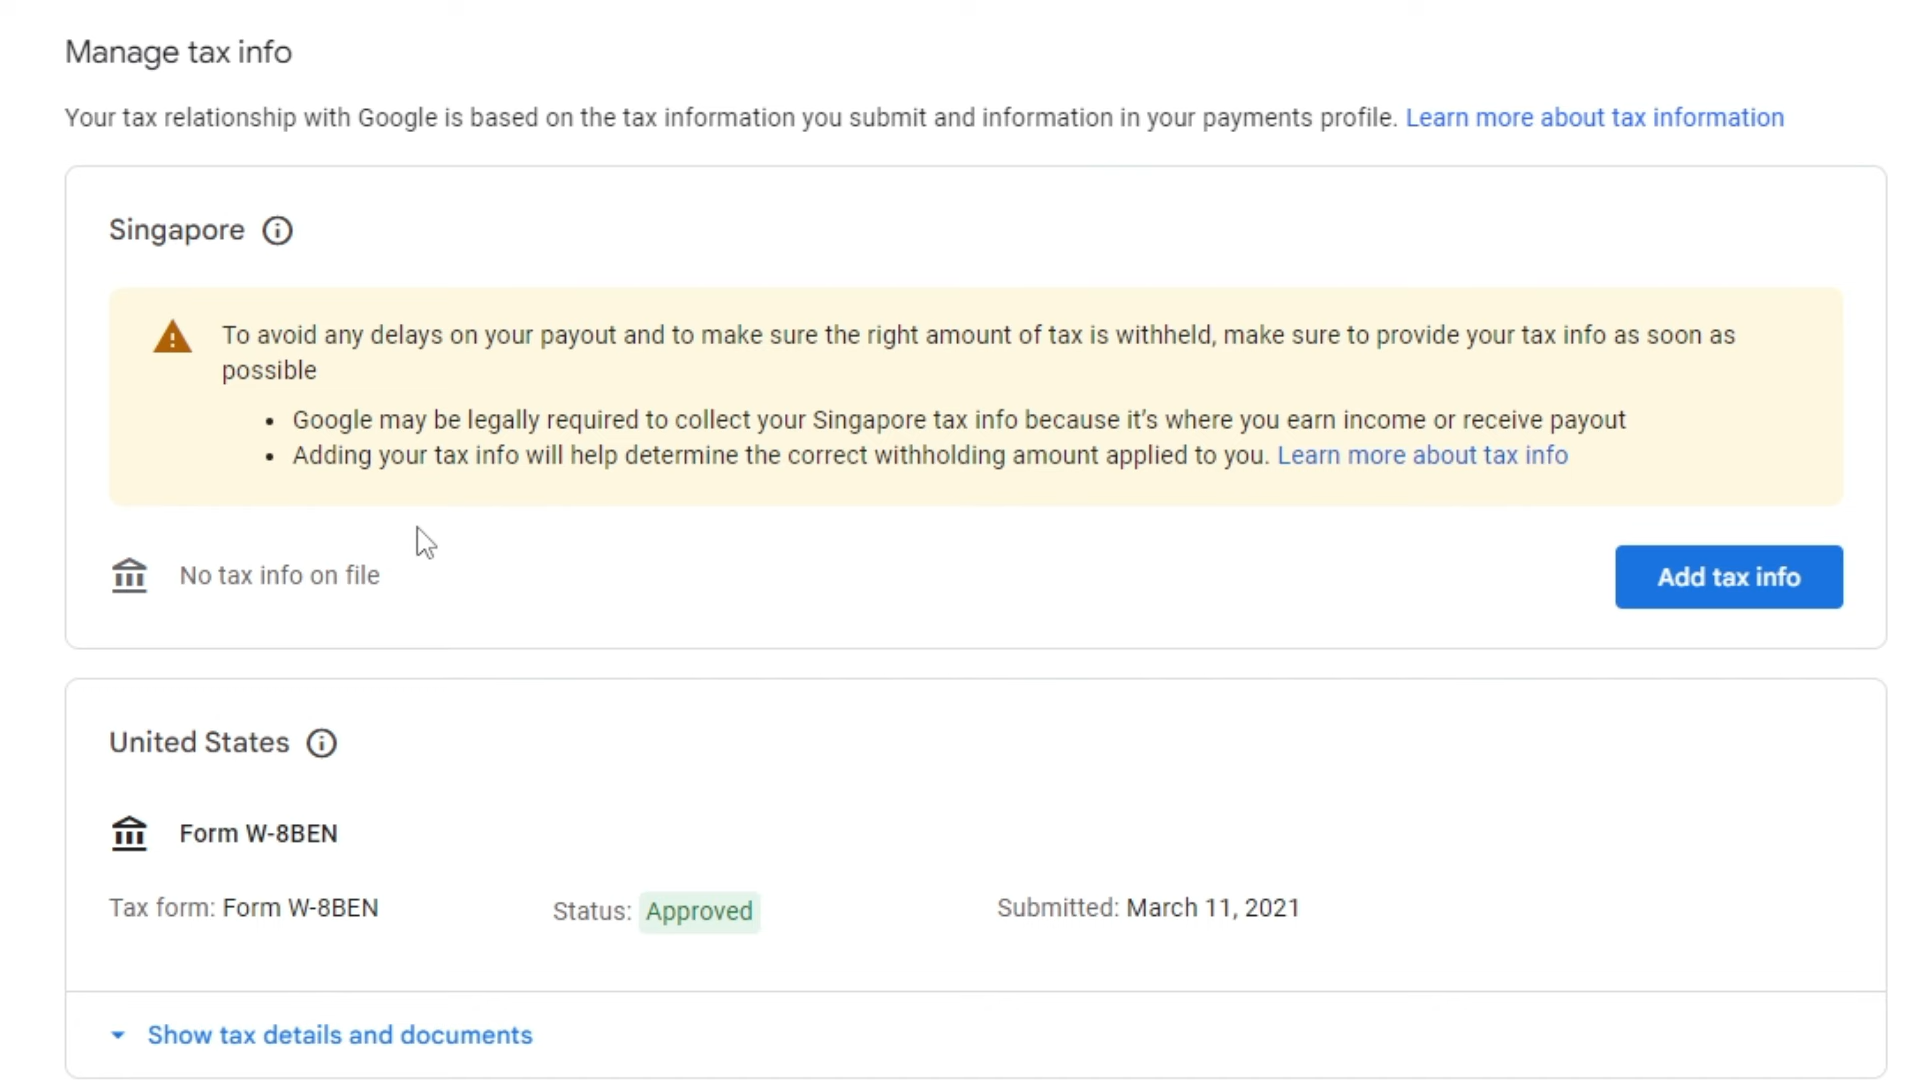 Manage tax info
Your tax relationship with Google is based on the tax information you submit and information in your payments profile. Learn more about tax information
Singapore
To avoid any delays on your payout and to make sure the right amount of tax is withheld, make sure to provide your tax info as soon as
possible
• Google may be legally required to collect your Singapore tax info because it's where you earn income or receive payout
• Adding your tax info will help determine the correct withholding amount applied to you. Learn more about tax info
No tax info on file
Add tax info
United States
Form W-8BEN
Tax form: Form W-8BEN Status: Approved Submitted: March 11, 2021
Show tax details and documents